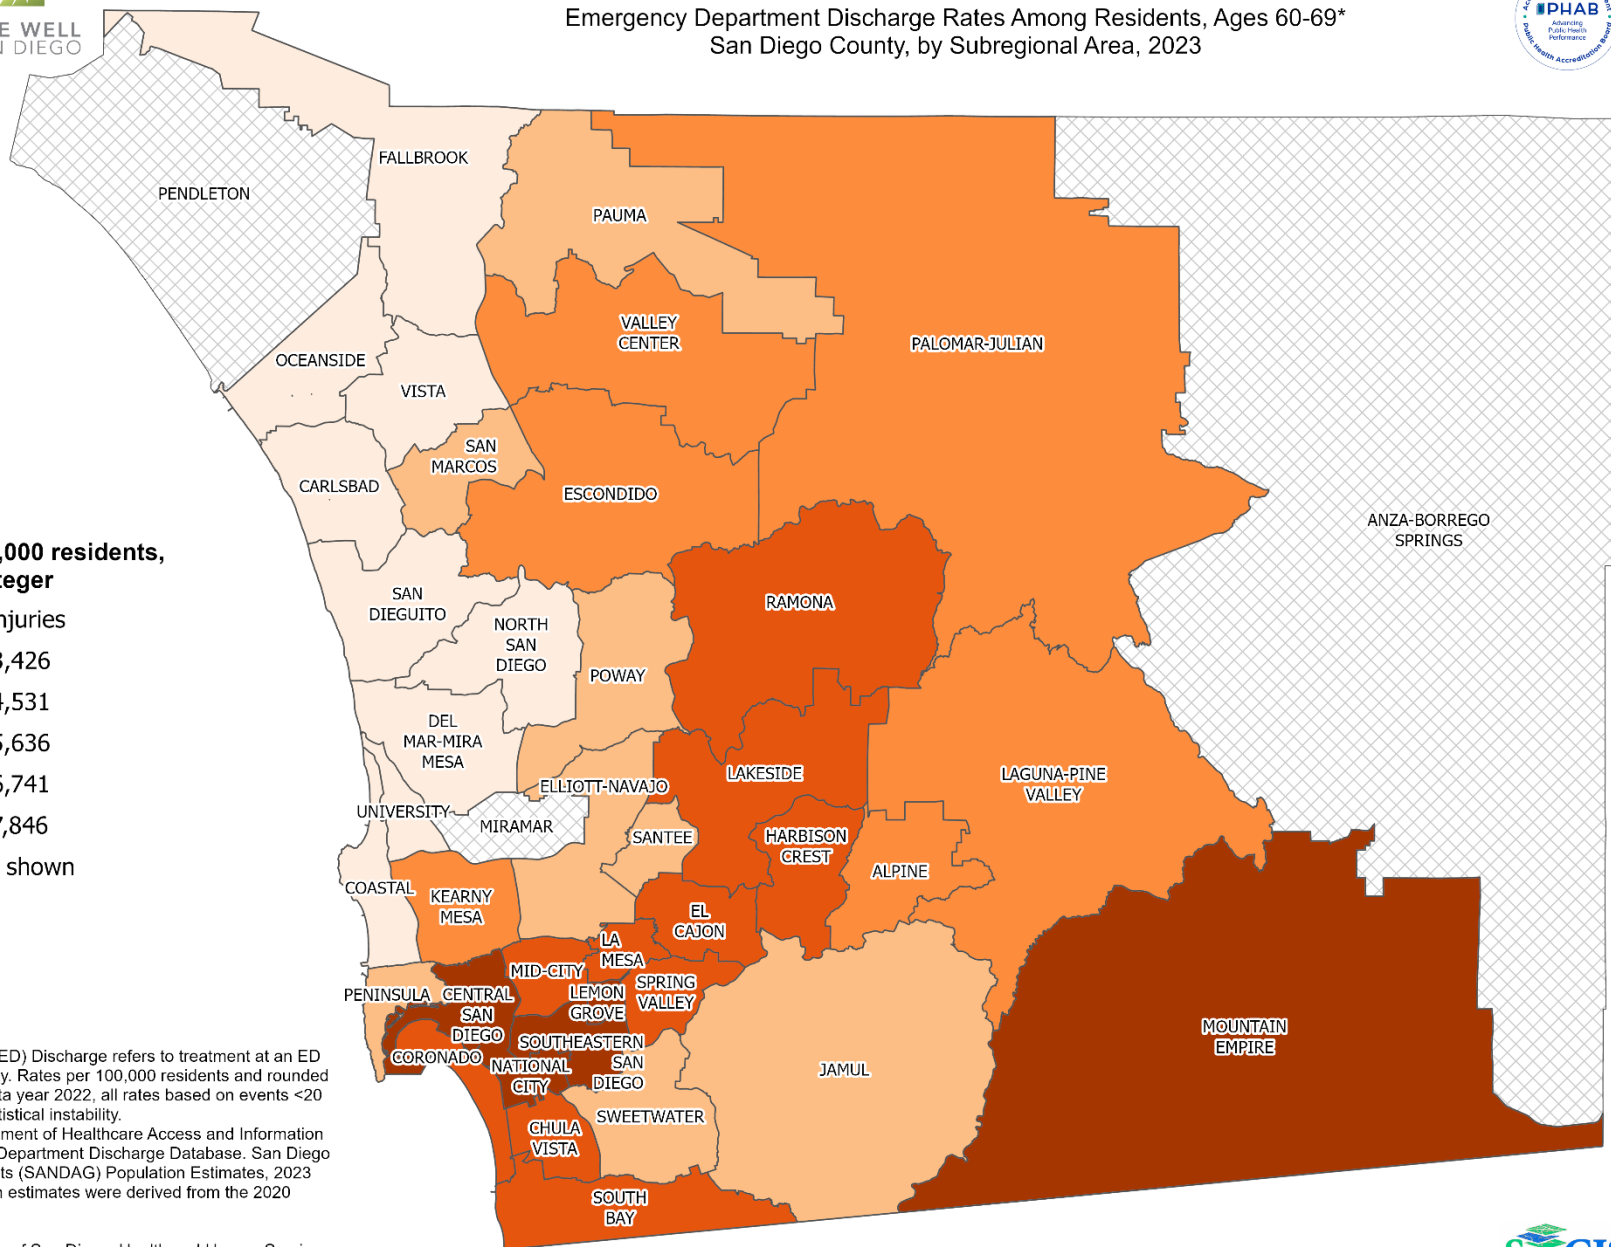 E WELL
N DIEGO
Emergency Department Discharge Rates Among Residents, Ages 60-69*
San Diego County, by Subregional Area, 2023
PHAB
Advancing
Public Health
Performance
Public Health Accreditation Board
FALLBROOK
PENDLETON
PAUMA
VALLEY
CENTER
PALOMAR-JULIAN
OCEANSIDE
VISTA
SAN
MARCOS
CARLSBAD
ESCONDIDO
ANZA-BORREGO
SPRINGS
,000 residents,
teger
njuries
3,426
4,531
5,636
6,741
7,846
shown
SAN
DIEGUITO
NORTH
SAN
DIEGO
RAMONA
POWAY
DEL
MAR-MIRA
MESA
ELLIOTT-NAVAJO
LAKESIDE
LAGUNA-PINE
VALLEY
UNIVERSITY
MIRAMAR
SANTEE
HARBISON
CREST
ALPINE
COASTAL
KEARNY
MESA
EL
CAJON
LA
MESA
MID-CITY
SPRING
VALLEY
PENINSULA
CENTRAL
SAN
DIEGO
LEMON
GROVE
SOUTHEASTERN
SAN
DIEGO
CORONADO
NATIONAL
CITY
MOUNTAIN
EMPIRE
JAMUL
SWEETWATER
CHULA
VISTA
SOUTH
BAY
ED) Discharge refers to treatment at an ED
y. Rates per 100,000 residents and rounded
ta year 2022, all rates based on events <20
tistical instability.
ment of Healthcare Access and Information
Department Discharge Database. San Diego
ts (SANDAG) Population Estimates, 2023
n estimates were derived from the 2020